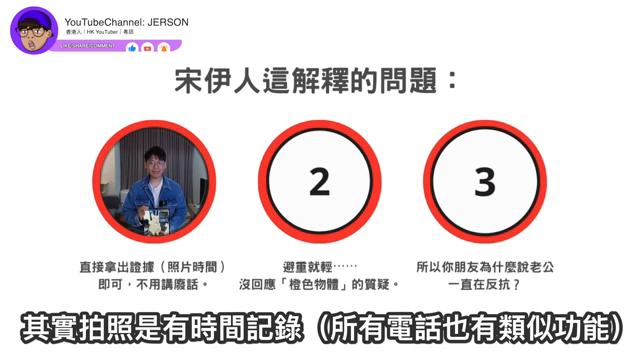 YouTubeChannel: JERSON
香港人｜HK YouTuber｜粵語
LIKE/SHARE/COMMENT
宋伊人這解釋的問題：
2
3
直接拿出證據（照片時間）
即可，不用講廢話。
避重就輕⋯⋯
沒回應「橙色物體」的質疑。
所以你朋友為什麼說老公
一直在反抗？
其實拍照是有時間記錄（所有電話也有類似功能）